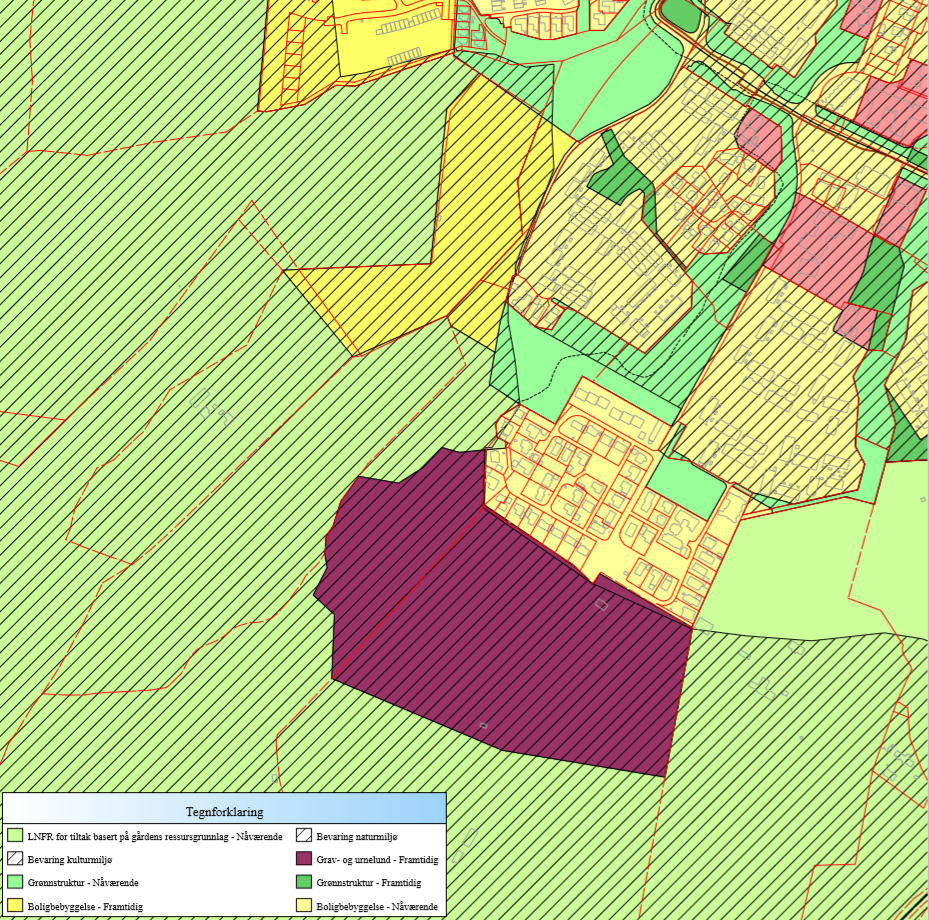 Tegnforklaring
LNFR for tiltak basert på gårdens ressursgrunnlag - Nåværende
Bevaring naturmiljø
Bevaring kulturmiljø
Grav- og urnelund - Framtidig
Grønnstruktur - Nåværende
Grønnstruktur - Framtidig
Boligbebyggelse - Framtidig
Boligbebyggelse - Nåværende